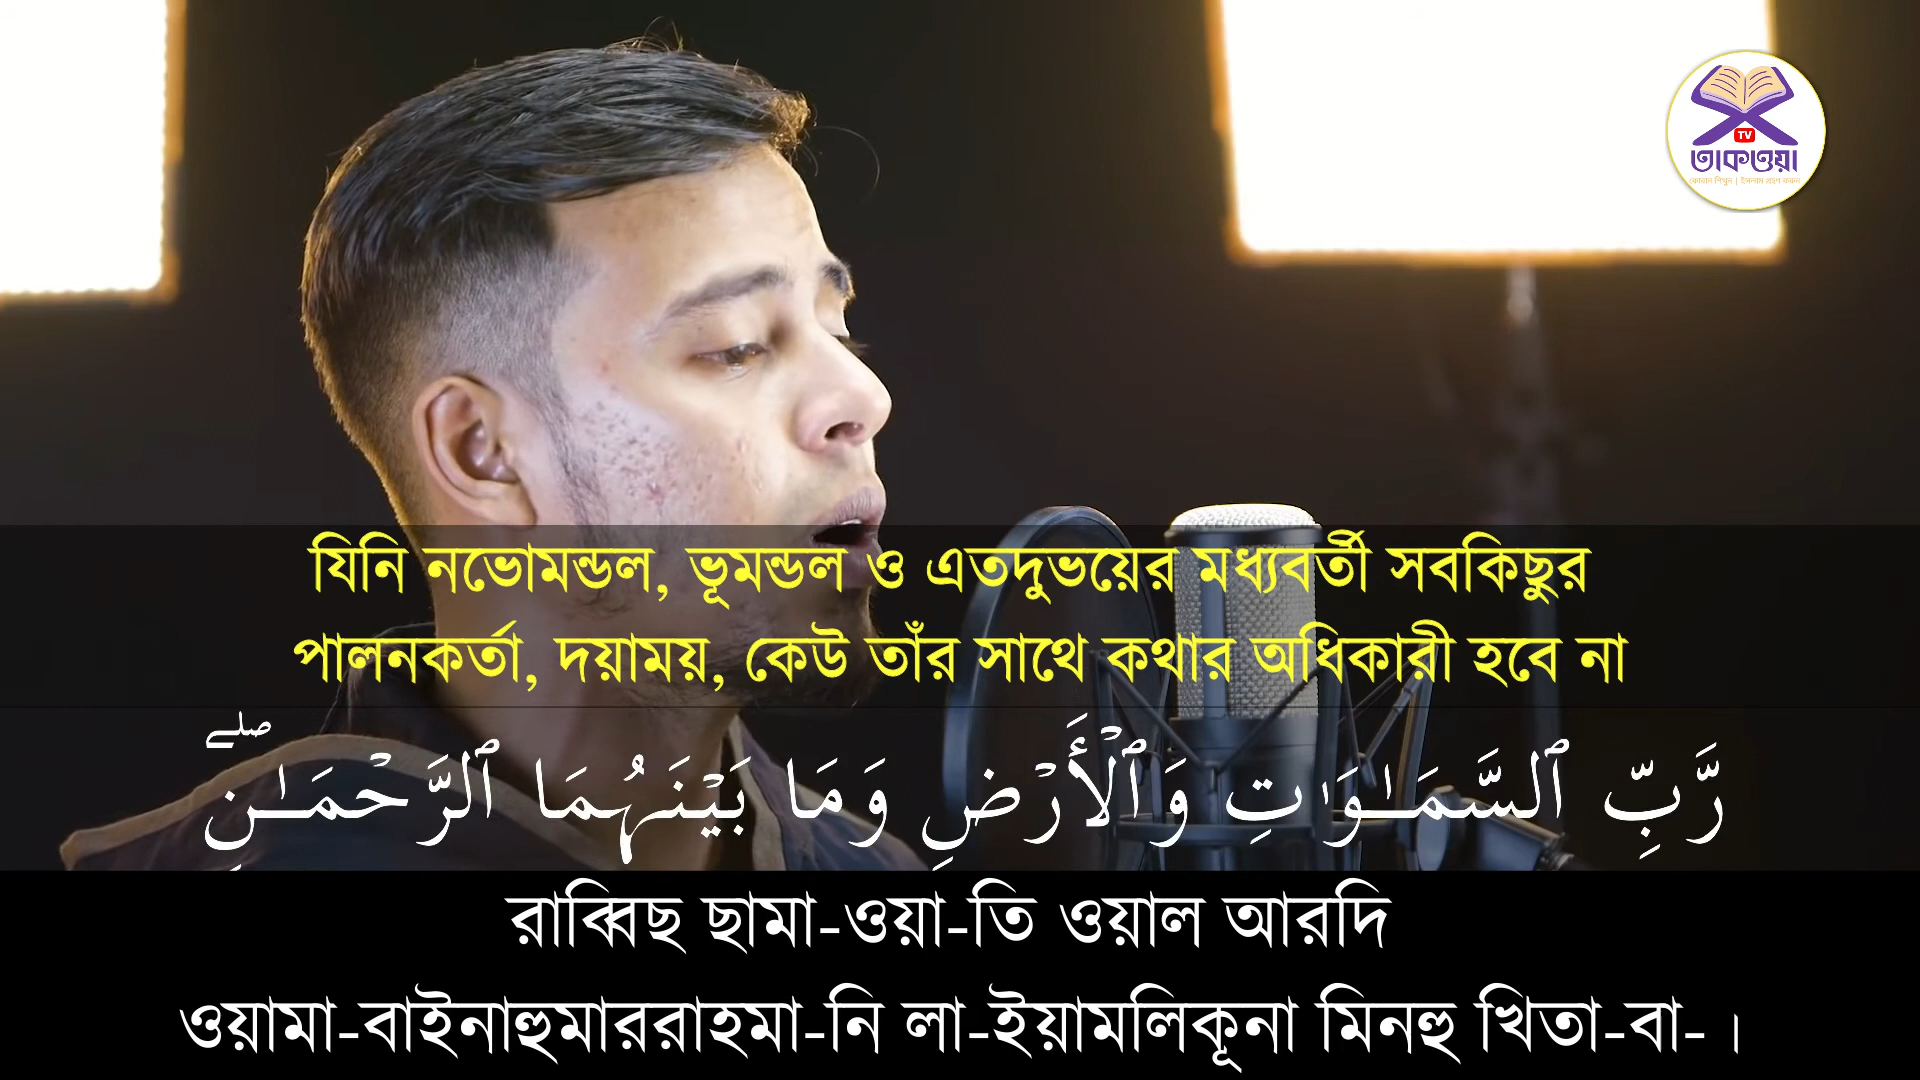 TV
তাকওয়া
যিনি নভোমন্ডল, ভূমন্ডল ও এতদুভয়ের মধ্যবর্তী সবকিছুর
পালনকর্তা, দয়াময়, কেউ তাঁর সাথে কথার অধিকারী হবে না
رَّبِّ ٱلسَّمَـٰوَٰتِ وَٱلْأَرْضِ وَمَا بَيْنَهُمَا ٱلرَّحْمَـٰنِ ۖ
রাব্বিছ ছামা-ওয়া-তি ওয়াল আরদি
ওয়ামা-বাইনাহুমাররাহমা-নি লা-ইয়ামলিকূনা মিনহু খিতা-বা-।